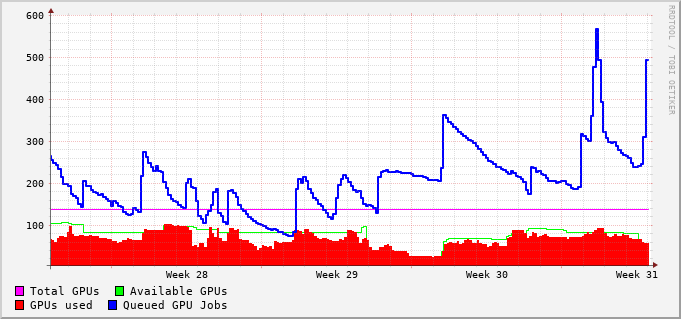 600
500
400
300
200
100
Week 28 Week 29 Week 30 Week 31
Total GPUs Available GPUs
GPUs used Queued GPU Jobs
RRDTOOL / TOBI OETIKER